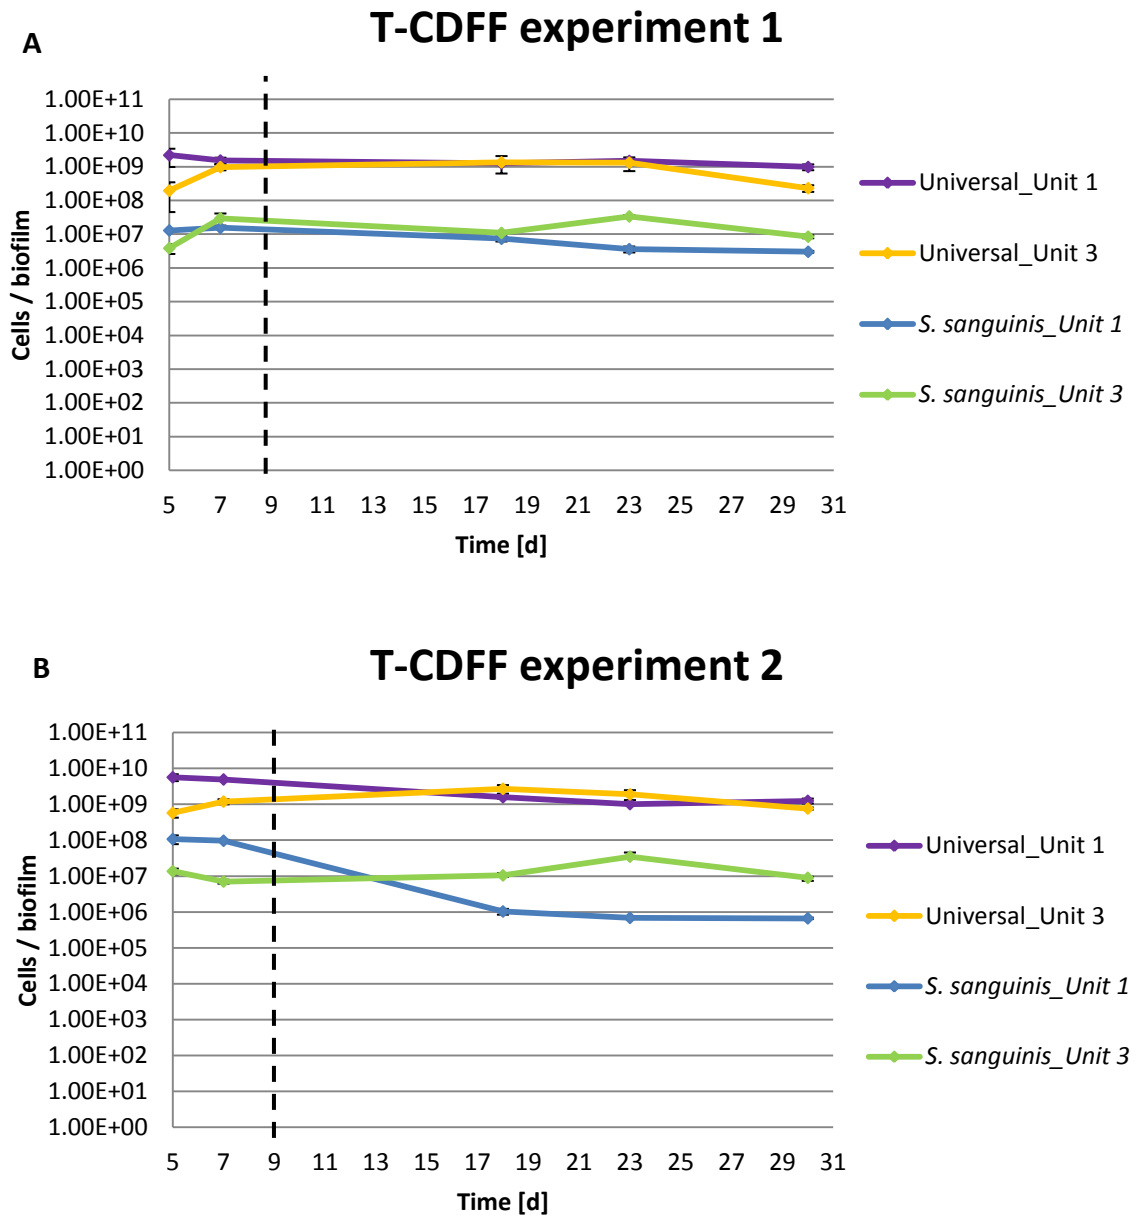 A
T-CDFF experiment 1
Cells / biofilm
1.00E+11
1.00E+10
1.00E+09
1.00E+08
1.00E+07
1.00E+06
1.00E+05
1.00E+04
1.00E+03
1.00E+02
1.00E+01
1.00E+00
5 7 9 11 13 15 17 19 21 23 25 27 29 31
Time [d]
Universal_Unit 1
Universal_Unit 3
S. sanguinis_Unit 1
S. sanguinis_Unit 3
B
T-CDFF experiment 2
Cells / biofilm
1.00E+11
1.00E+10
1.00E+09
1.00E+08
1.00E+07
1.00E+06
1.00E+05
1.00E+04
1.00E+03
1.00E+02
1.00E+01
1.00E+00
5 7 9 11 13 15 17 19 21 23 25 27 29 31
Time [d]
Universal_Unit 1
Universal_Unit 3
S. sanguinis_Unit 1
S. sanguinis_Unit 3